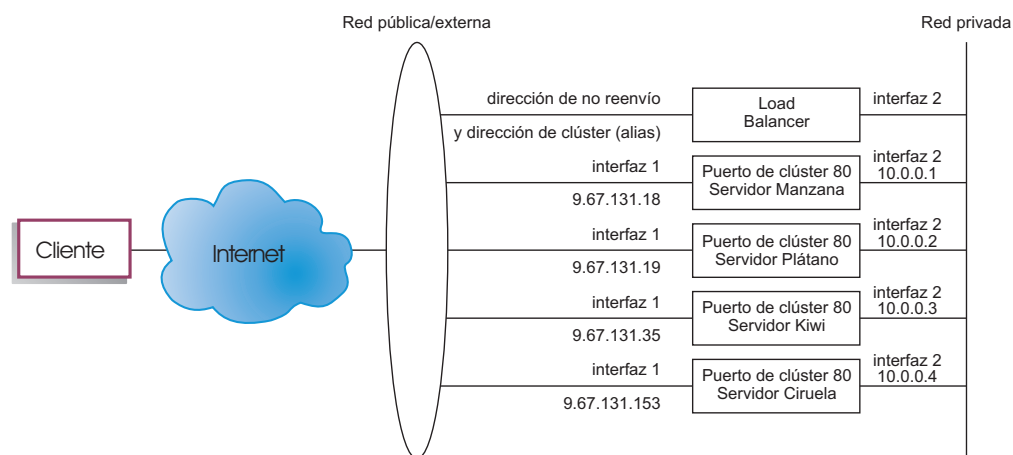 Red pública/externa
Red privada
dirección de no reenvío
y dirección de clúster (alias)
Load
Balancer
interfaz 2
interfaz 1
9.67.131.18
Puerto de clúster 80
Servidor Manzana
interfaz 2
10.0.0.1
Cliente
Internet
interfaz 1
9.67.131.19
Puerto de clúster 80
Servidor Plátano
interfaz 2
10.0.0.2
interfaz 1
9.67.131.35
Puerto de clúster 80
Servidor Kiwi
interfaz 2
10.0.0.3
interfaz 1
9.67.131.153
Puerto de clúster 80
Servidor Ciruela
interfaz 2
10.0.0.4